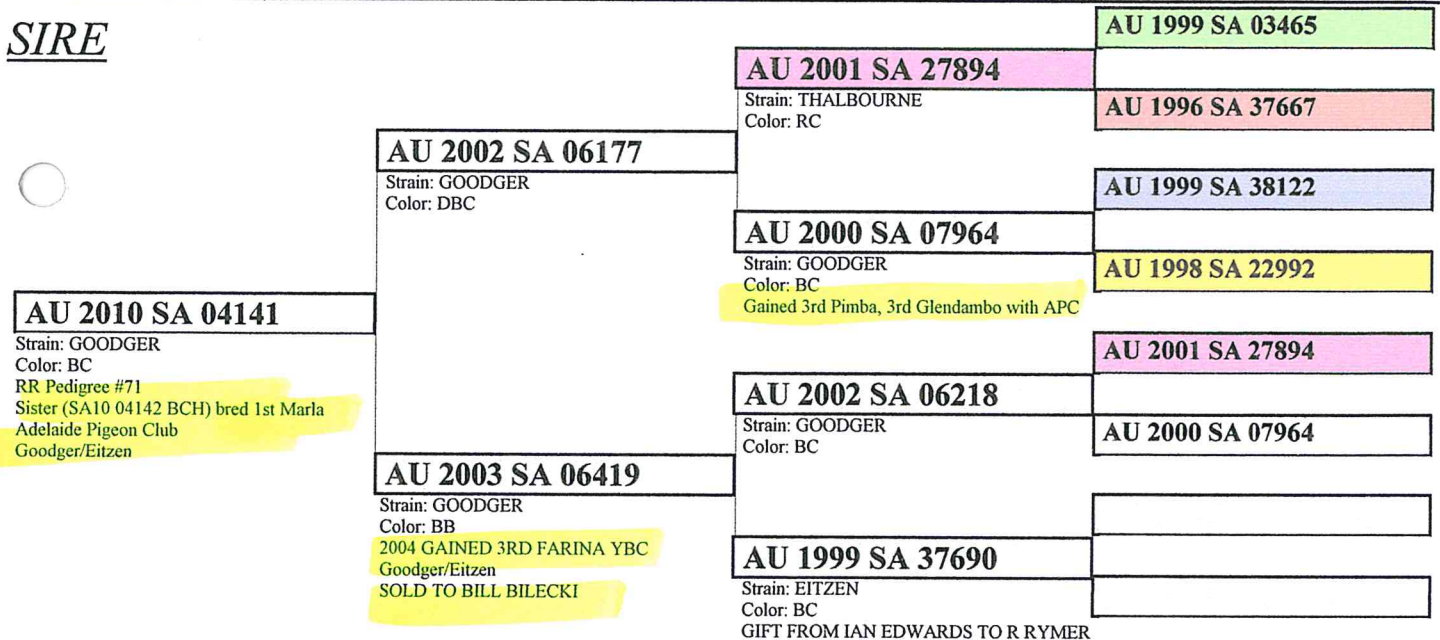 SIRE
AU 2010 SA 04141
Strain: GOODGER
Color: BC
RR Pedigree #71
Sister (SA10 04142 BCH) bred 1st Marla
Adelaide Pigeon Club
Goodger/Eitzen
AU 2002 SA 06177
Strain: GOODGER
Color: DBC
AU 2003 SA 06419
Strain: GOODGER
Color: BB
2004 GAINED 3RD FARINA YBC
Goodger/Eitzen
SOLD TO BILL BILECKI
AU 2001 SA 27894
Strain: THALBOURNE
Color: RC
AU 2000 SA 07964
Strain: GOODGER
Color: BC
Gained 3rd Pimba, 3rd Glendambo with APC
AU 2002 SA 06218
Strain: GOODGER
Color: BC
AU 1999 SA 37690
Strain: EITZEN
Color: BC
GIFT FROM IAN EDWARDS TO R RYMER
AU 1999 SA 03465
AU 1996 SA 37667
AU 1999 SA 38122
AU 1998 SA 22992
AU 2001 SA 27894
AU 2000 SA 07964